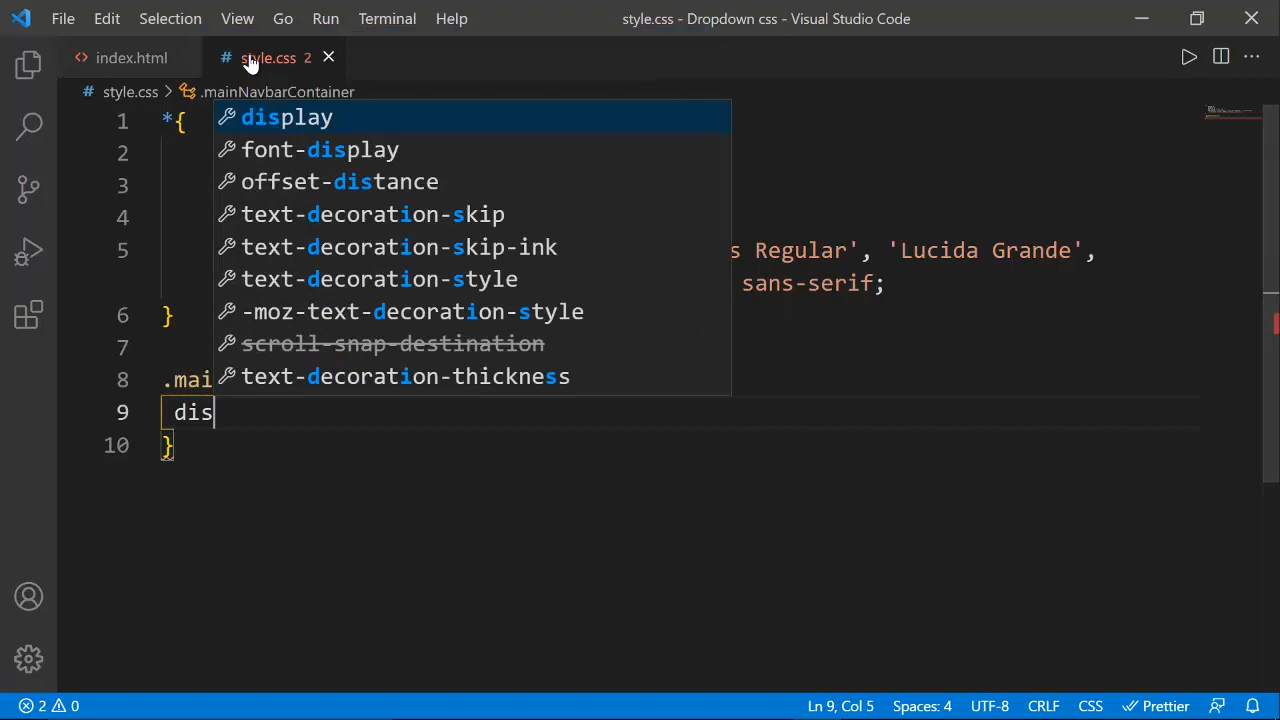 File Edit Selection View Go Run Terminal Help
style.css - Dropdown css - Visual Studio Code
index.html
# style.css 2
# style.css > .mainNavbarContainer
1 *{
display
2
font-display
3
offset-distance
4
text-decoration-skip
5
text-decoration-skip-ink
s Regular', 'Lucida Grande',
text-decoration-style
sans-serif;
6 }
-moz-text-decoration-style
7
scroll-snap-destination
8 .mai
text-decoration-thickness
9 dis
10 }
2 0
Ln 9, Col 5 Spaces: 4 UTF-8 CRLF CSS Prettier